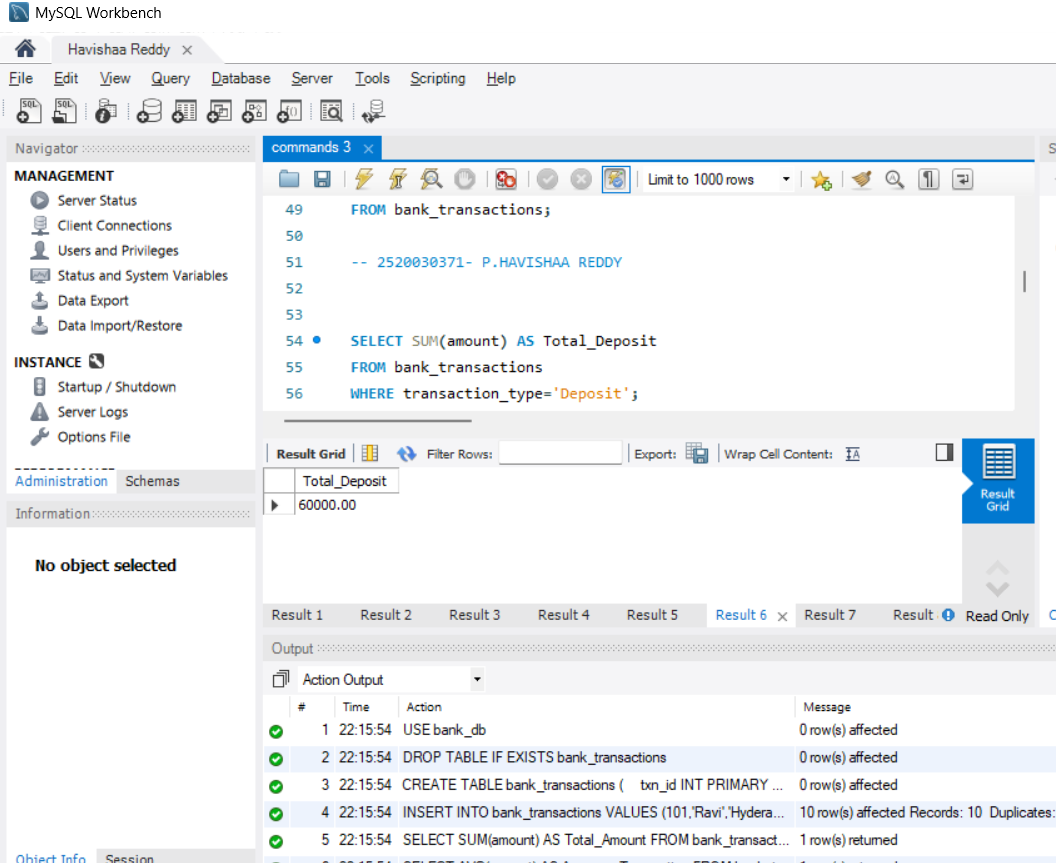 MySQL Workbench
Havishaa Reddy
File Edit View Query Database Server Tools Scripting Help
Navigator
MANAGEMENT
Server Status
Client Connections
Users and Privileges
Status and System Variables
Data Export
Data Import/Restore
INSTANCE
Startup / Shutdown
Server Logs
Options File
Administration Schemas
Information
No object selected
Object Info Session
commands 3
Limit to 1000 rows
49 FROM bank_transactions;
50
51 -- 2520030371- P.HAVISHAA REDDY
52
53
54 SELECT SUM(amount) AS Total_Deposit
55 FROM bank_transactions
56 WHERE transaction_type='Deposit';
Result Grid Filter Rows: Export: Wrap Cell Content:
Total_Deposit
60000.00
Result
Grid
Result 1 Result 2 Result 3 Result 4 Result 5 Result 6 Result 7 Result Read Only
Output
Action Output
# Time Action Message
1 22:15:54 USE bank_db 0 row(s) affected
2 22:15:54 DROP TABLE IF EXISTS bank_transactions 0 row(s) affected
3 22:15:54 CREATE TABLE bank_transactions ( txn_id INT PRIMARY ... 0 row(s) affected
4 22:15:54 INSERT INTO bank_transactions VALUES (101,'Ravi','Hydera... 10 row(s) affected Records: 10 Duplicates:
5 22:15:54 SELECT SUM(amount) AS Total_Amount FROM bank_transact... 1 row(s) returned